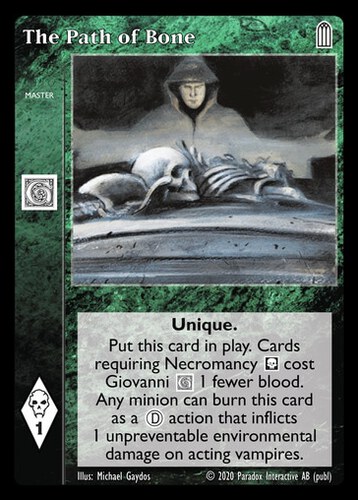 The Path of Bone
MASTER
Unique.
Put this card in play. Cards
requiring Necromancy cost
Giovanni G 1 fewer blood.
Any minion can burn this card
as a D action that inflicts
1 unpreventable environmental
damage on acting vampires.
1
Illus: Michael Gaydos © 2020 Paradox Interactive AB (publ)